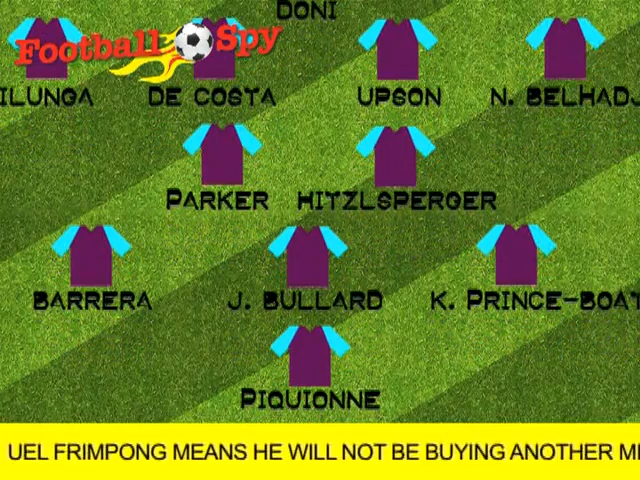 DONI
Football Spy
ILUNGA DE COSTA UPSON N. BELHADJ
PARKER HITZLSPERGER
BARRERA J. BULLARD K. PRINCE-BOAT
PIQUIONNE
UEL FRIMPONG MEANS HE WILL NOT BE BUYING ANOTHER MI